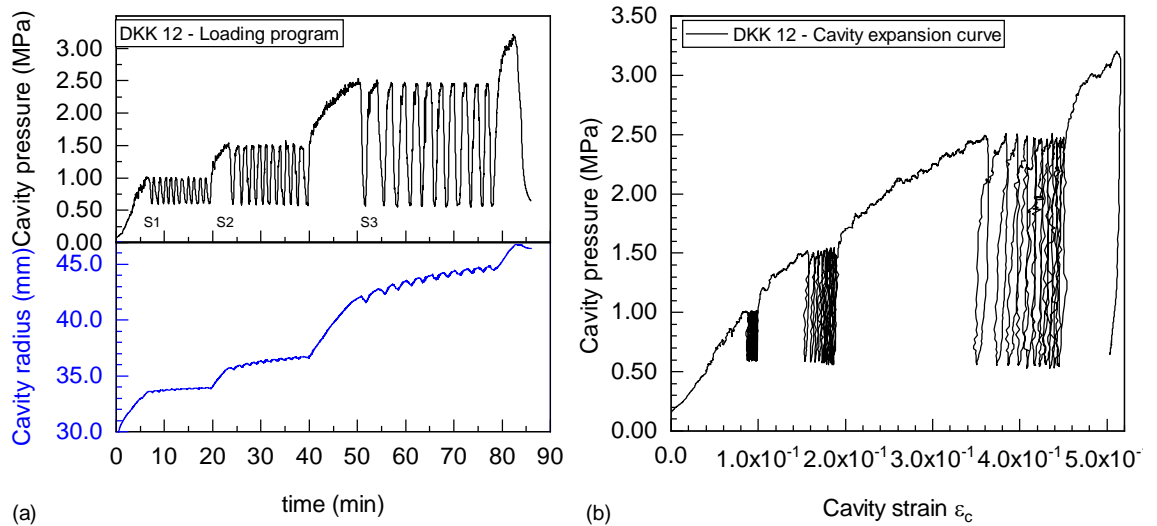 DKK 12 - Loading program
Cavity pressure (MPa)
3.00
2.50
2.00
1.50
1.00
0.50
0.00
S1
S2
S3
Cavity radius (mm)
45.0
40.0
35.0
30.0
0 10 20 30 40 50 60 70 80 90
time (min)
(a)
DKK 12 - Cavity expansion curve
Cavity pressure (MPa)
3.50
3.00
2.50
2.00
1.50
1.00
0.50
0.00
0.0 1.0x10⁻¹ 2.0x10⁻¹ 3.0x10⁻¹ 4.0x10⁻¹ 5.0x10⁻
Cavity strain εc
(b)